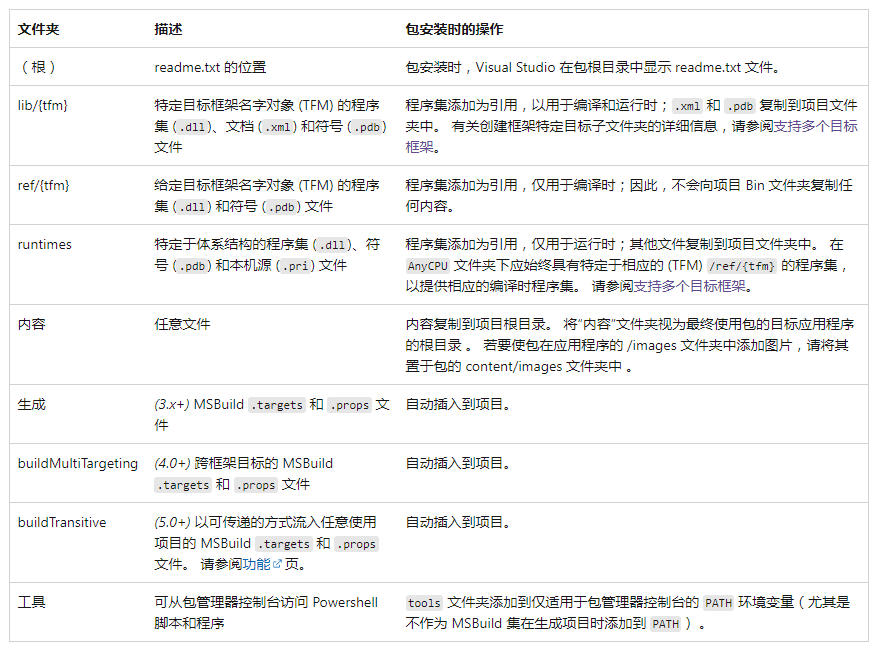 文件夹 描述 包安装时的操作
（根） readme.txt 的位置 包安装时，Visual Studio 在包根目录中显示 readme.txt 文件。
lib/{tfm} 特定目标框架名字对象 (TFM) 的程序 程序集添加为引用，以用于编译和运行时；.xml 和 .pdb 复制到项目文件
集 (.dll)、文档 (.xml) 和符号 (.pdb) 夹中。 有关创建框架特定目标子文件夹的详细信息，请参阅支持多个目标
文件 框架。
ref/{tfm} 给定目标框架名字对象 (TFM) 的程序 程序集添加为引用，仅用于编译时；因此，不会向项目 Bin 文件夹复制任
集 (.dll) 和符号 (.pdb) 文件 何内容。
runtimes 特定于体系结构的程序集 (.dll)、符 程序集添加为引用，仅用于运行时；其他文件复制到项目文件夹中。 在
号 (.pdb) 和本机源 (.pri) 文件 AnyCPU 文件夹下应始终具有特定于相应的 (TFM) /ref/{tfm} 的程序集，
以提供相应的编译时程序集。 请参阅支持多个目标框架。
内容 任意文件 内容复制到项目根目录。 将“内容”文件夹视为最终使用包的目标应用程序
的根目录 。 若要使包在应用程序的 /images 文件夹中添加图片，请将其
置于包的 content/images 文件夹中 。
生成 (3.x+) MSBuild .targets 和 .props 文 自动插入到项目。
件
buildMultiTargeting (4.0+) 跨框架目标的 MSBuild 自动插入到项目。
.targets 和 .props 文件
buildTransitive (5.0+) 以可传递的方式流入任意使用 自动插入到项目。
项目的 MSBuild .targets 和 .props
文件。 请参阅功能页。
工具 可从包管理器控制台访问 Powershell tools 文件夹添加到仅适用于包管理器控制台的 PATH 环境变量（尤其是
脚本和程序 不作为 MSBuild 集在生成项目时添加到 PATH ）。